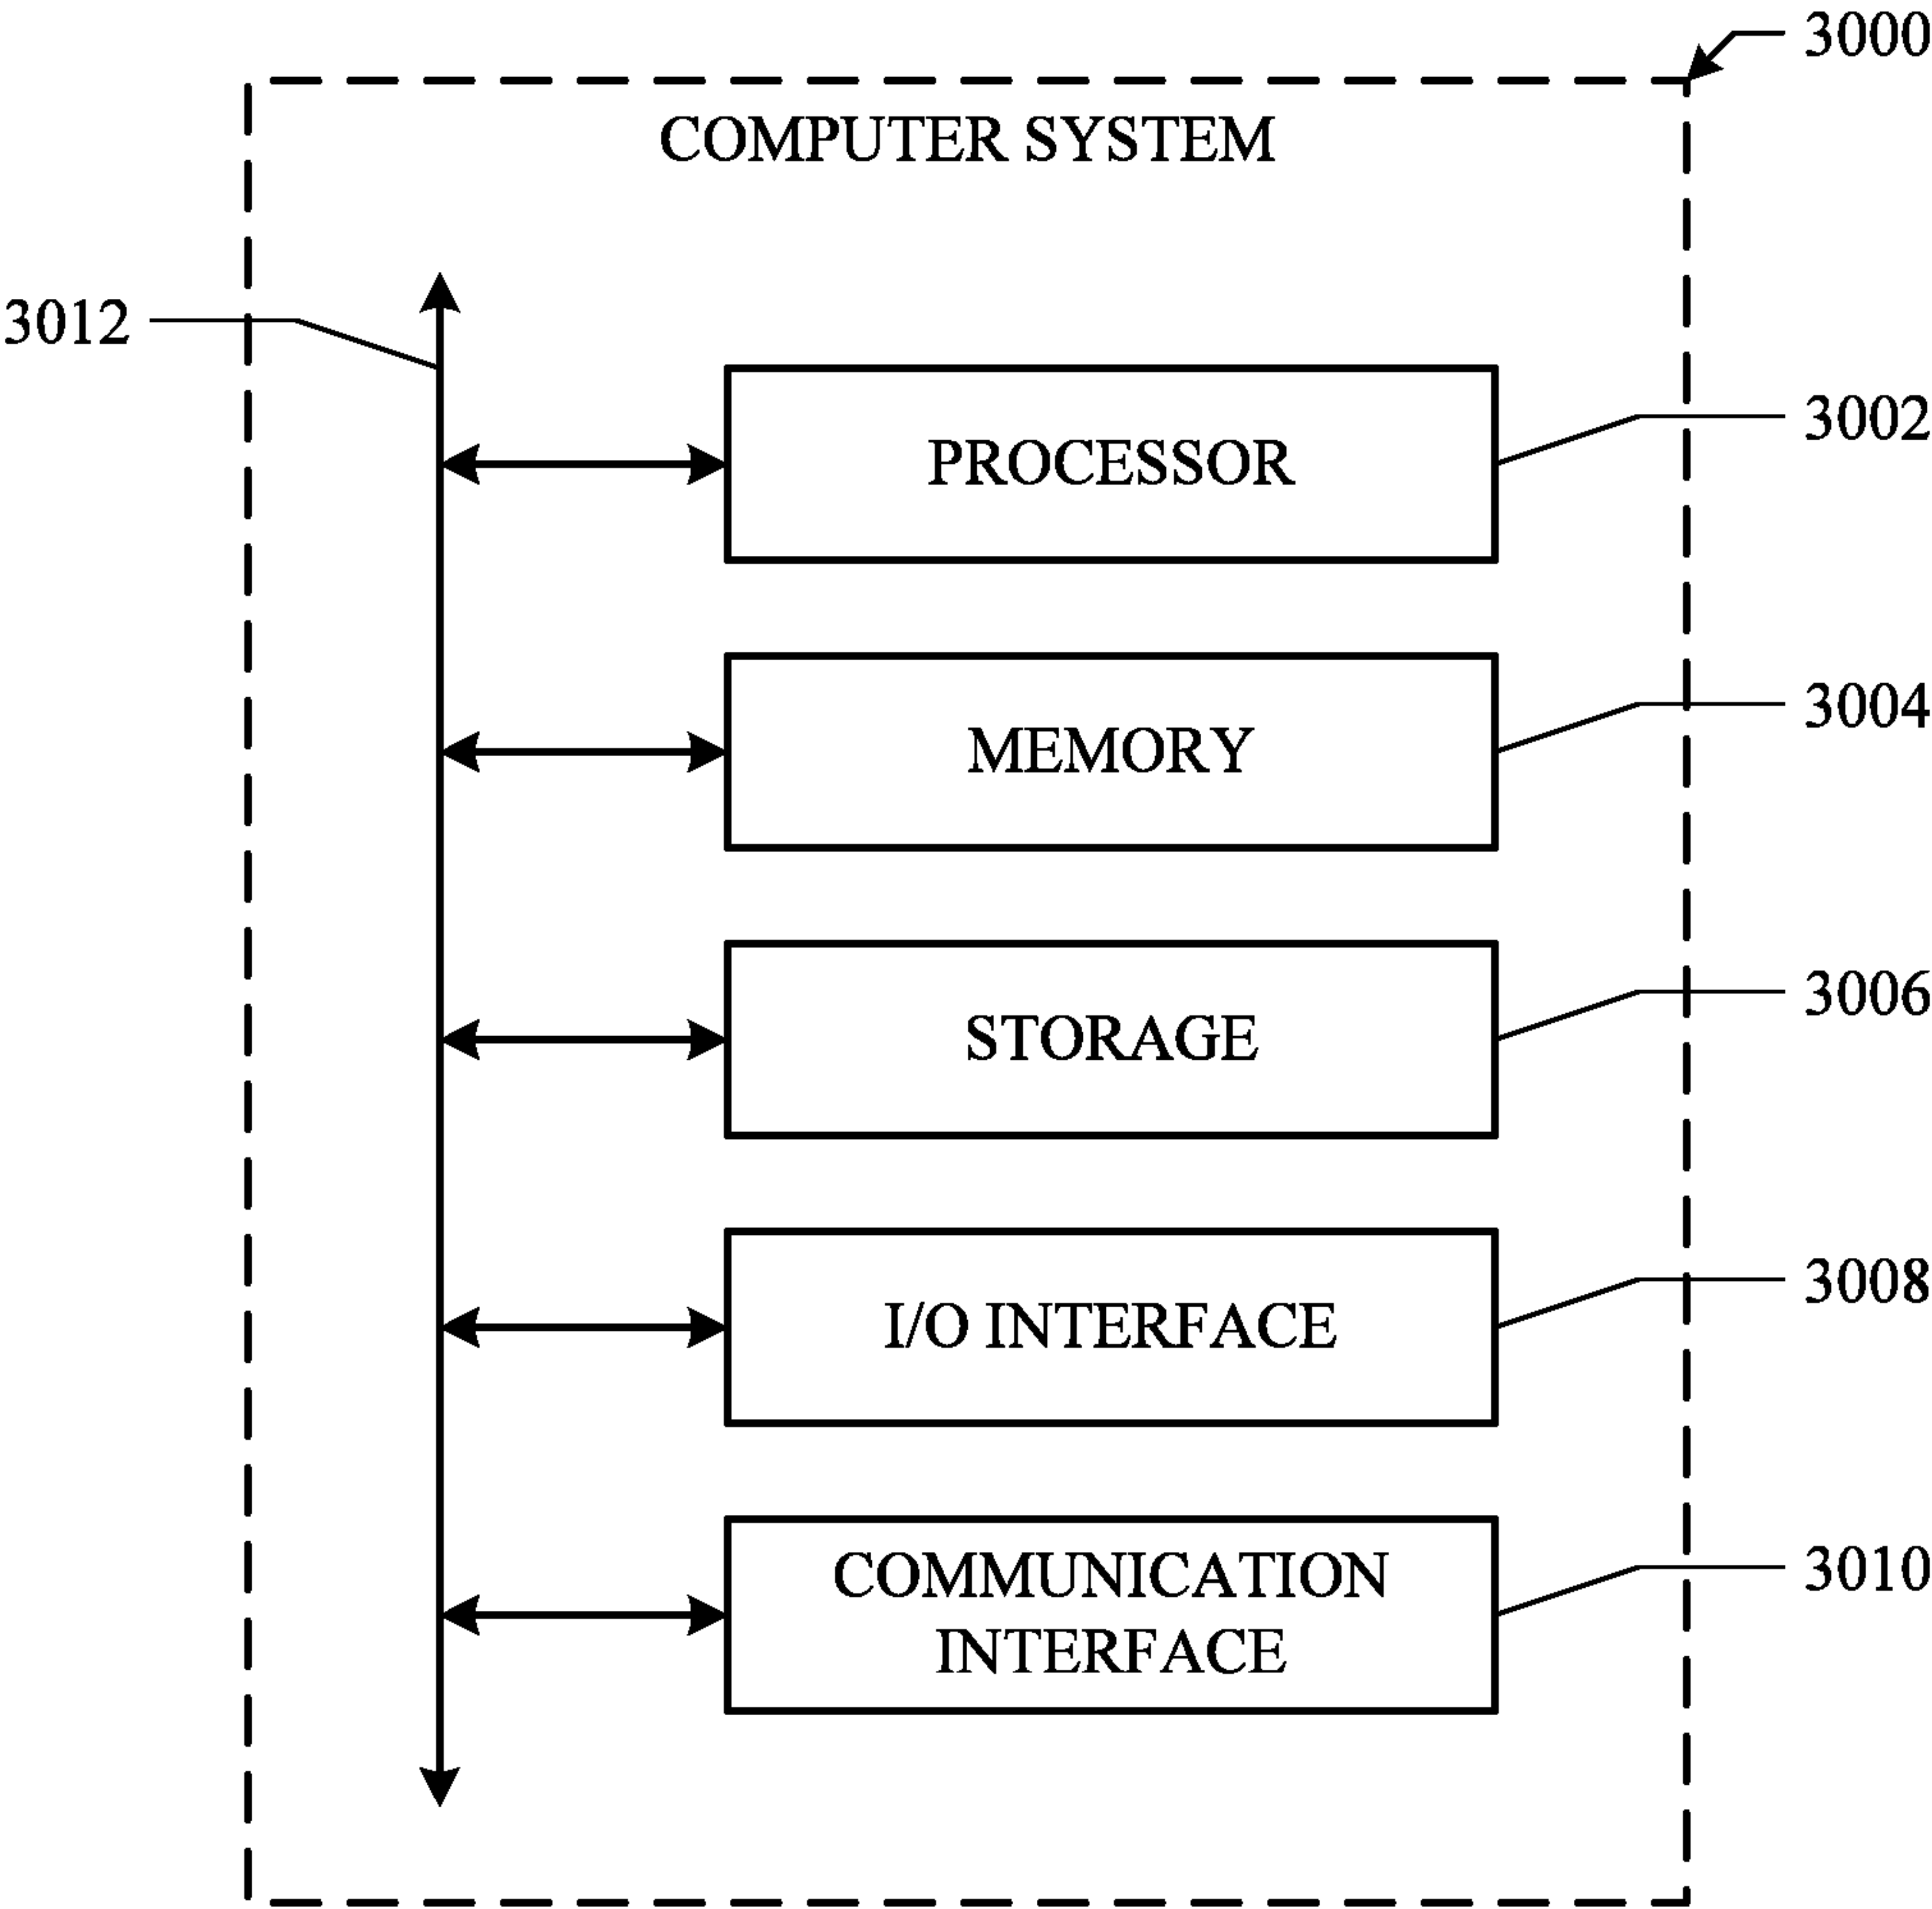 3000
COMPUTER SYSTEM
3012
3002
PROCESSOR
3004
MEMORY
3006
STORAGE
3008
I/O INTERFACE
3010
COMMUNICATION
INTERFACE